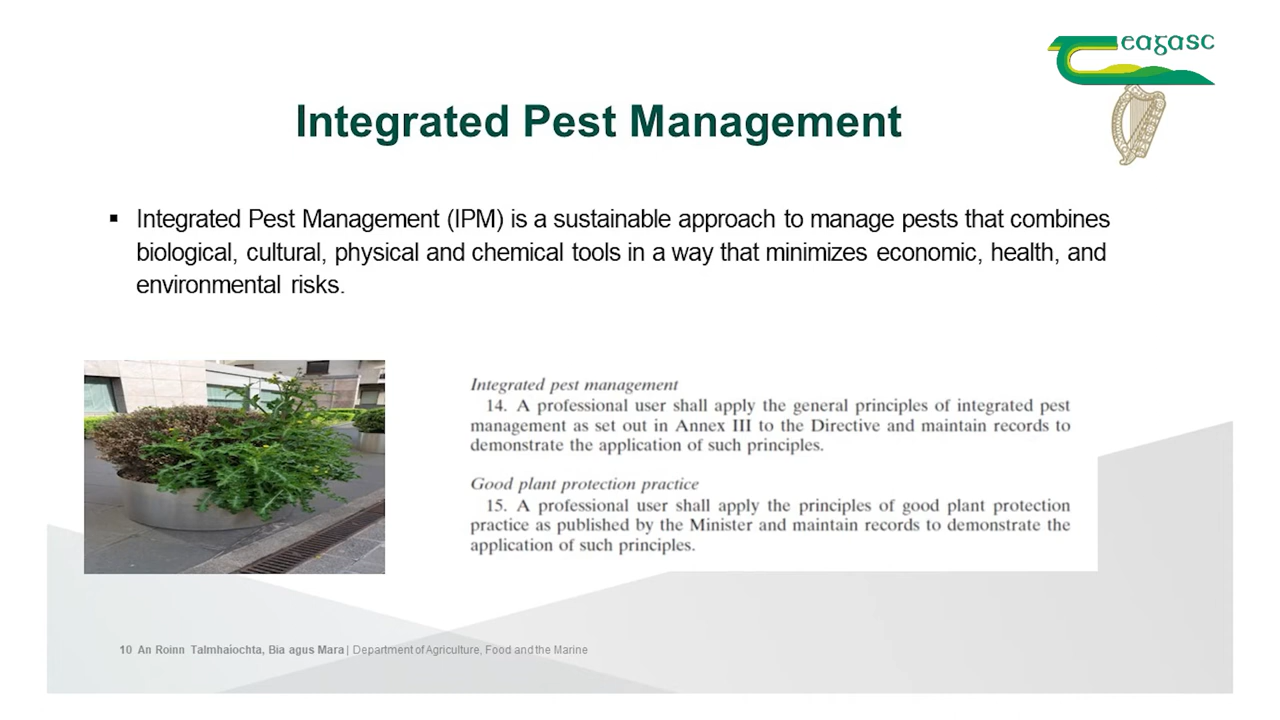 eagasc
Integrated Pest Management
▪ Integrated Pest Management (IPM) is a sustainable approach to manage pests that combines
biological, cultural, physical and chemical tools in a way that minimizes economic, health, and
environmental risks.
Integrated pest management
14. A professional user shall apply the general principles of integrated pest
management as set out in Annex III to the Directive and maintain records to
demonstrate the application of such principles.
Good plant protection practice
15. A professional user shall apply the principles of good plant protection
practice as published by the Minister and maintain records to demonstrate the
application of such principles.
10 An Roinn Talmhaíochta, Bia agus Mara | Department of Agriculture, Food and the Marine